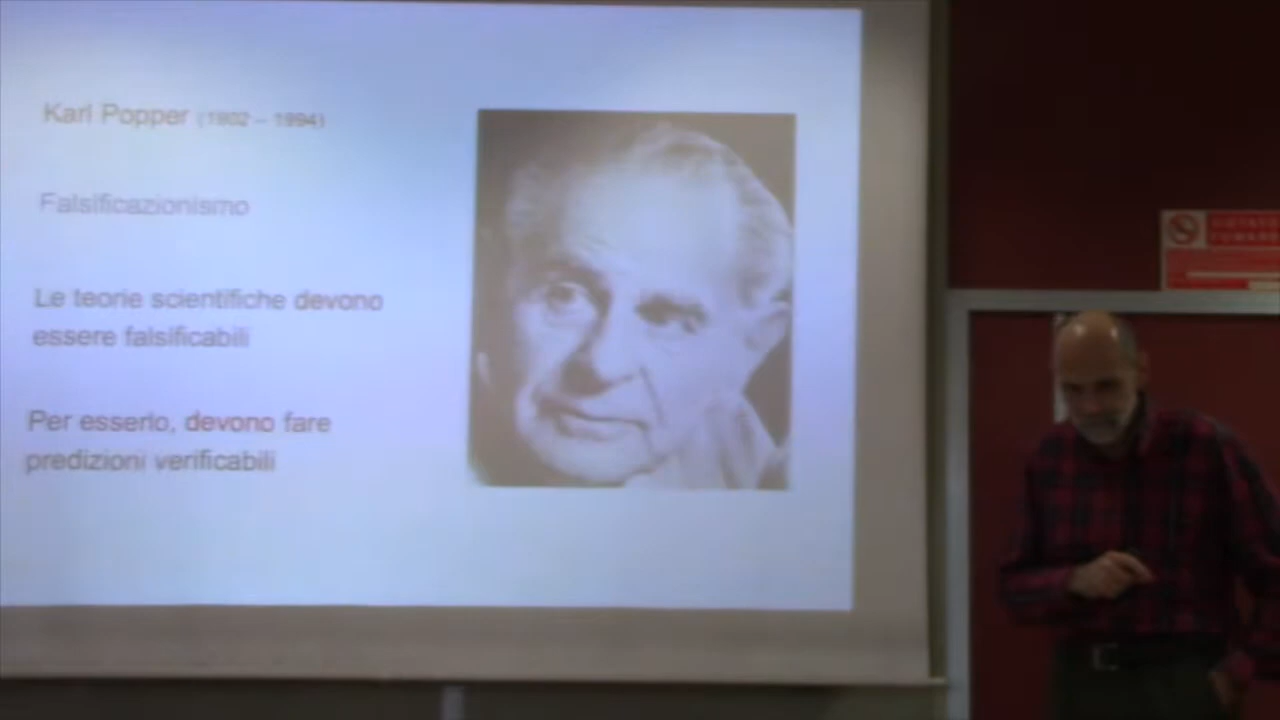 Karl Popper (1902 – 1994)
Falsificazionismo
Le teorie scientifiche devono
essere falsificabili
Per esserlo, devono fare
predizioni verificabili